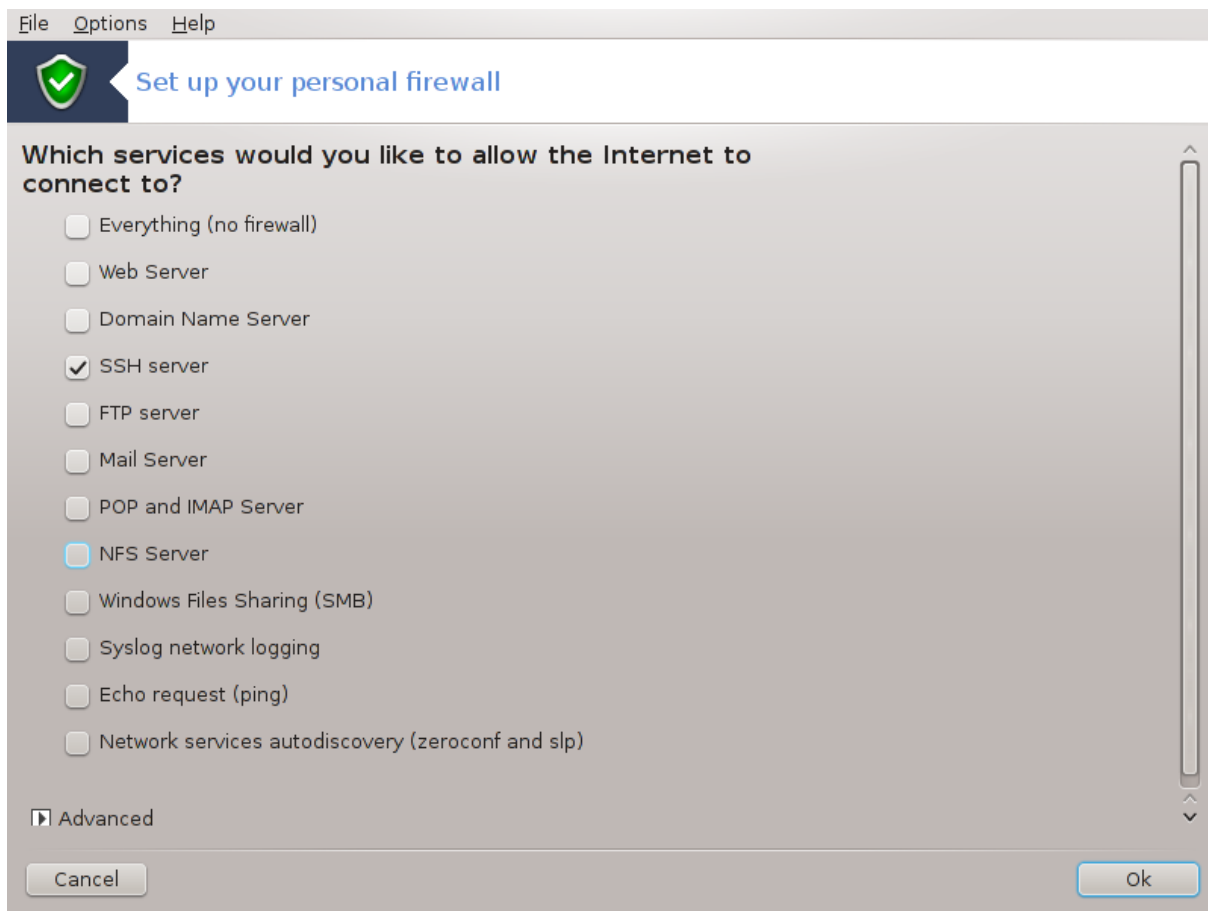 File Options Help
Set up your personal firewall
Which services would you like to allow the Internet to
connect to?
Everything (no firewall)
Web Server
Domain Name Server
SSH server
FTP server
Mail Server
POP and IMAP Server
NFS Server
Windows Files Sharing (SMB)
Syslog network logging
Echo request (ping)
Network services autodiscovery (zeroconf and slp)
Advanced
Cancel Ok